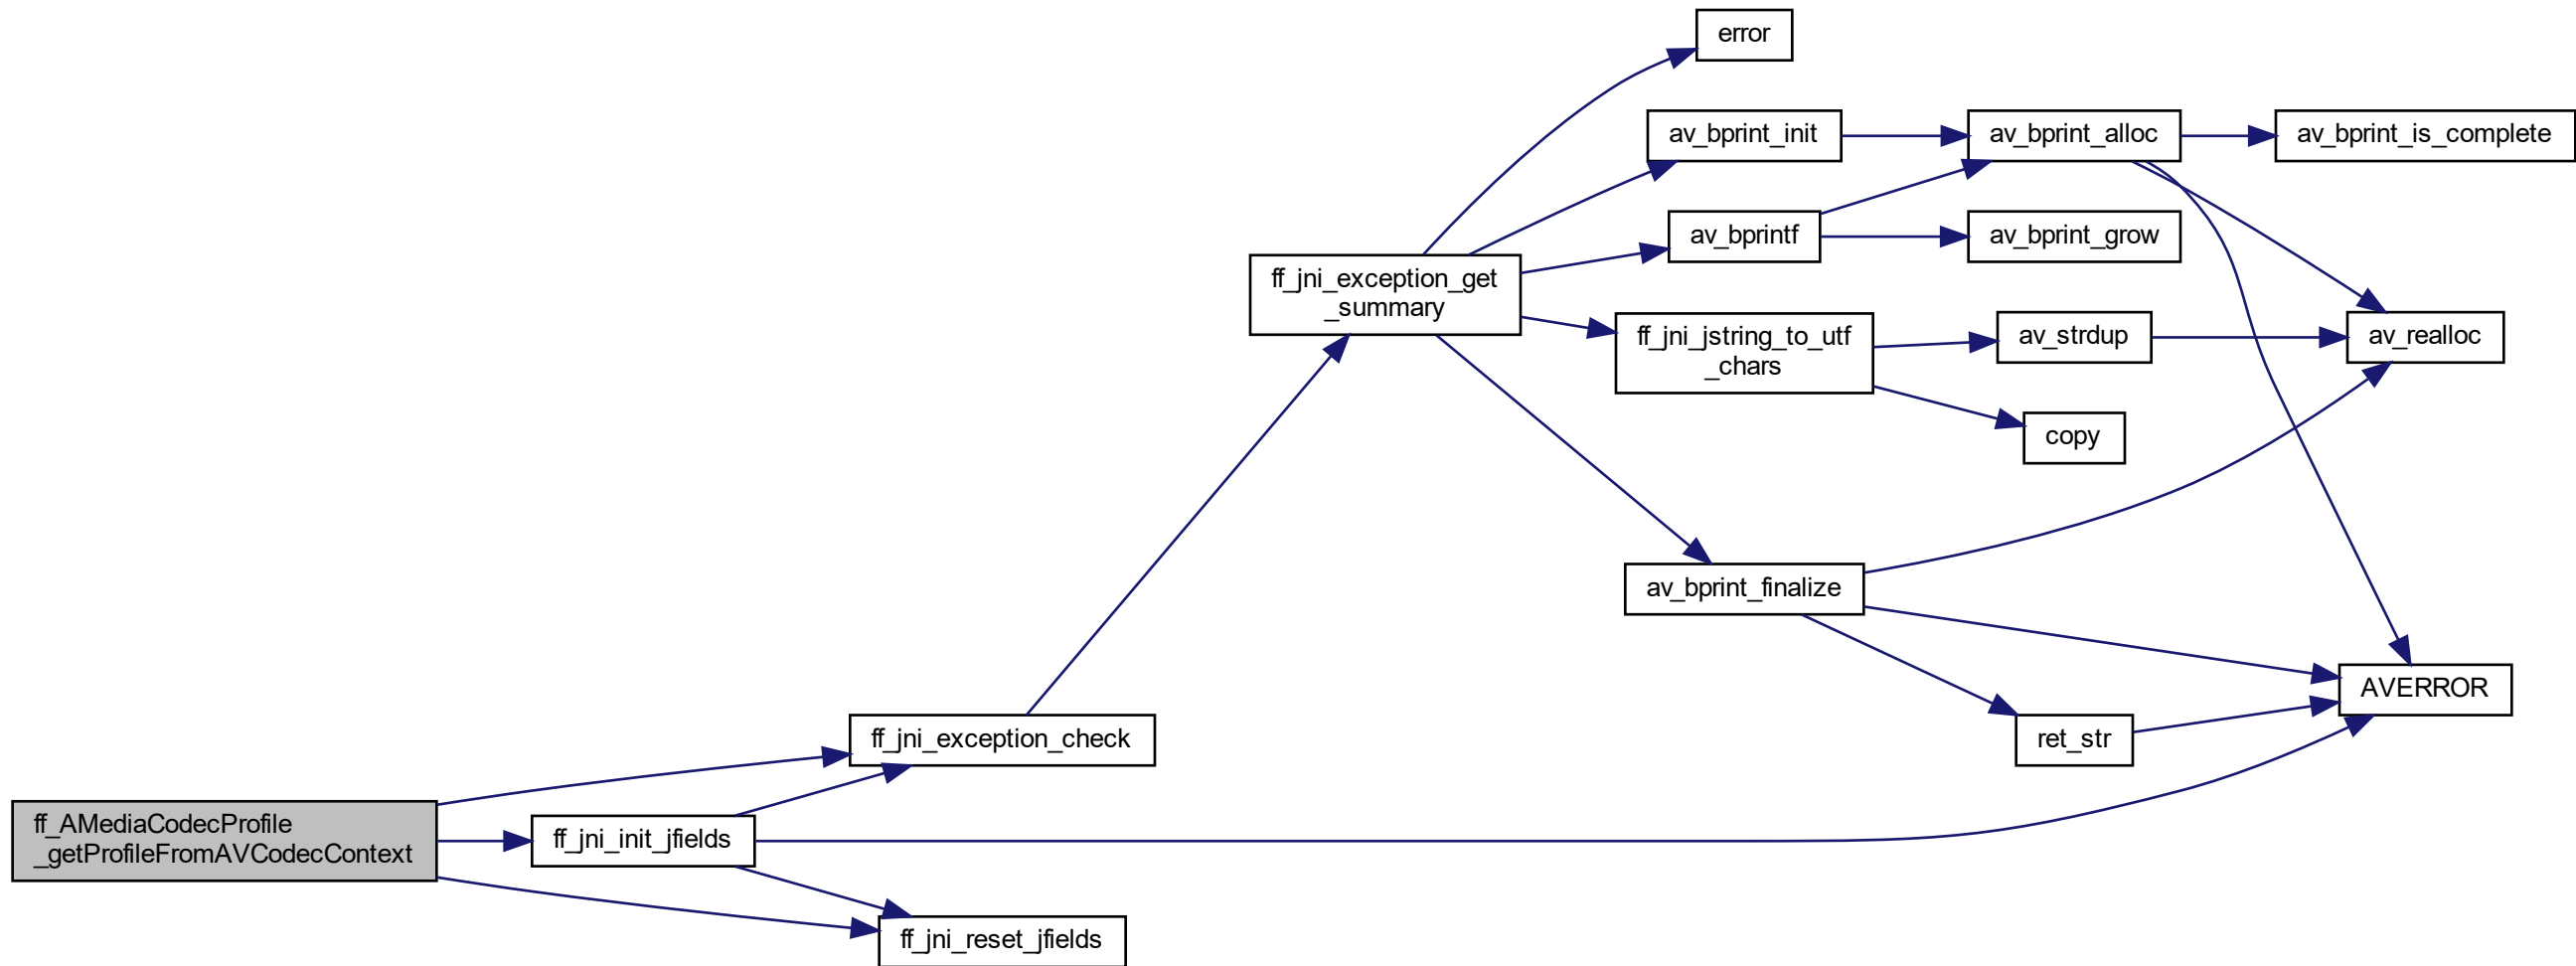 error
av_bprint_init
av_bprint_alloc
av_bprint_is_complete
av_bprintf
av_bprint_grow
ff_jni_exception_get
_summary
ff_jni_jstring_to_utf
_chars
av_strdup
av_realloc
copy
av_bprint_finalize
AVERROR
ff_jni_exception_check
ret_str
ff_AMediaCodecProfile
_getProfileFromAVCodecContext
ff_jni_init_jfields
ff_jni_reset_jfields